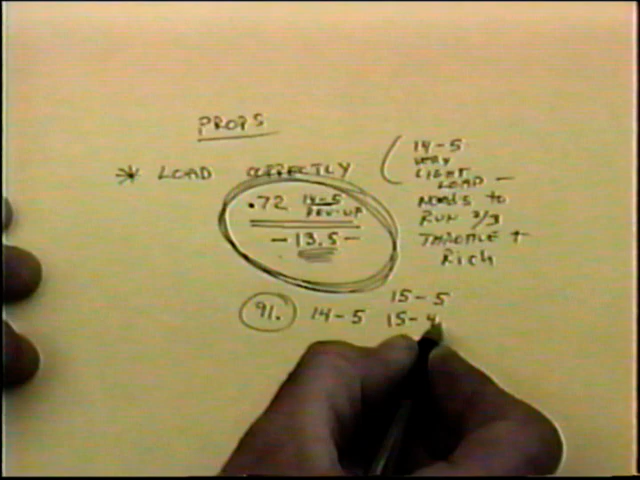 PROPS
* LOAD CORRECTLY
.72 14-5
REV-UP
-13.5-
(14-5
VERY
LIGHT
LOAD -
NEEDS to
RUN 2/3
THROTTLE +
Rich
15-5
91. 14-5 15-4